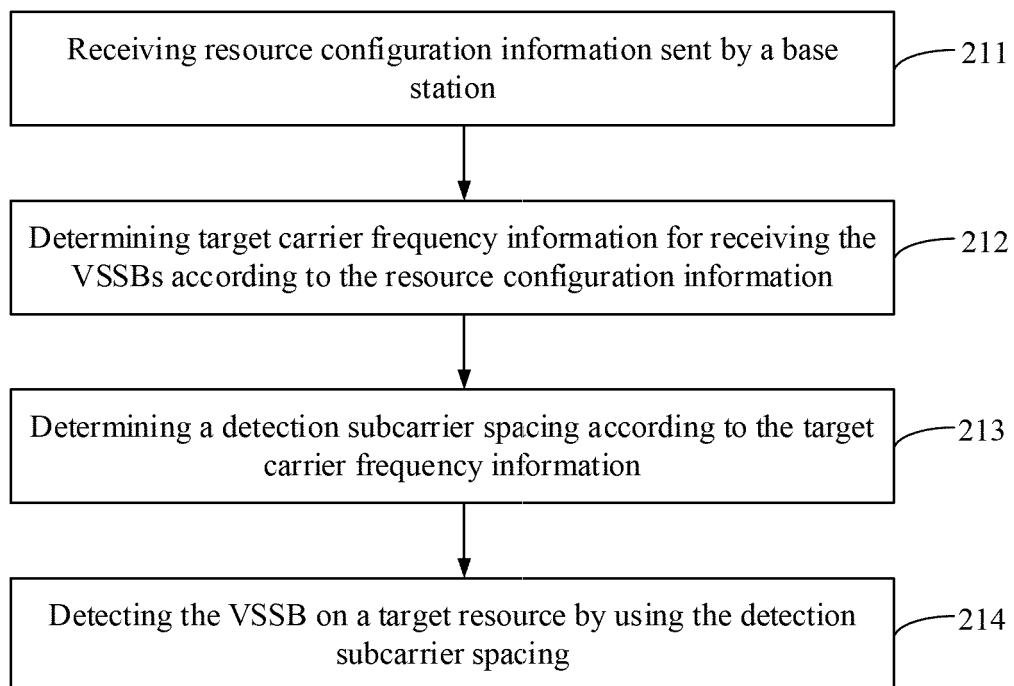 Receiving resource configuration information sent by a base
station
211
Determining target carrier frequency information for receiving the
VSSBs according to the resource configuration information
212
Determining a detection subcarrier spacing according to the target
carrier frequency information
213
Detecting the VSSB on a target resource by using the detection
subcarrier spacing
214